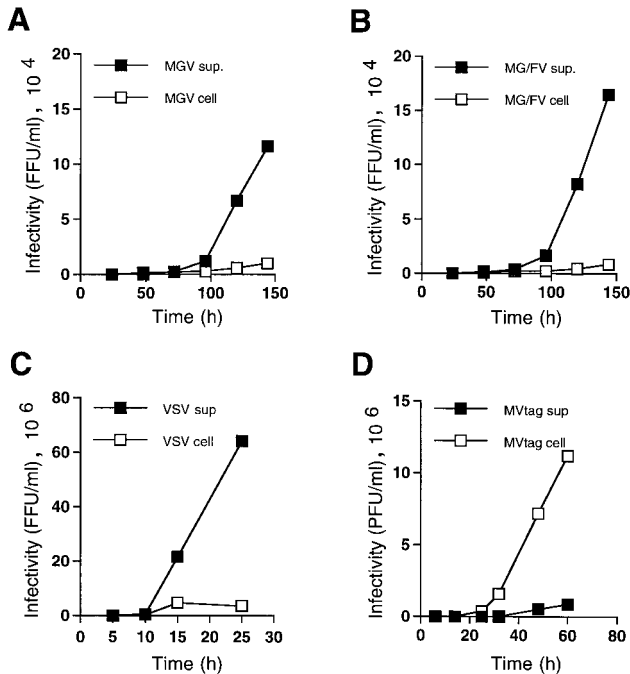 A
Infectivity (FFU/ml), 10 4
20
15
10
5
0
MGV sup.
MGV cell
0 50 100 150
Time (h)
B
Infectivity (FFU/ml), 10 4
20
15
10
5
0
MG/FV sup.
MG/FV cell
0 50 100 150
Time (h)
C
Infectivity (FFU/ml), 10 6
80
60
40
20
0
VSV sup
VSV cell
0 5 10 15 20 25 30
Time (h)
D
Infectivity (PFU/ml), 10 6
15
10
5
0
MVtag sup
MVtag cell
0 20 40 60 80
Time (h)